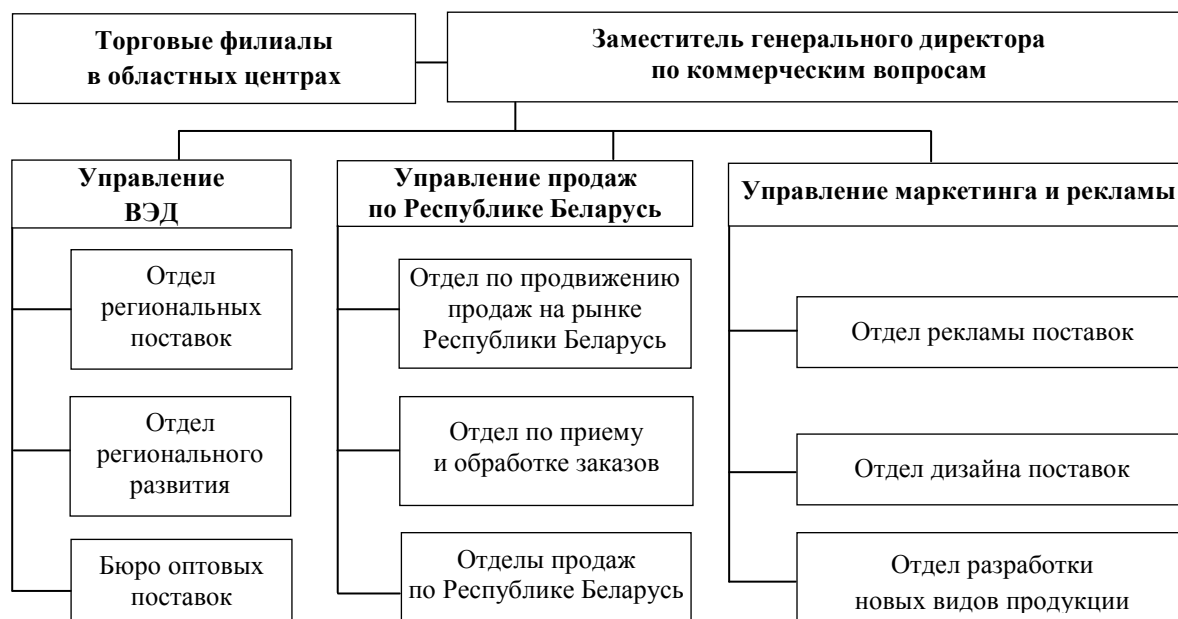 Торговые филиалы
в областных центрах
Заместитель генерального директора
по коммерческим вопросам
Управление
ВЭД
Отдел
региональных
поставок
Отдел
регионального
развития
Бюро оптовых
поставок
Управление продаж
по Республике Беларусь
Отдел по продвижению
продаж на рынке
Республики Беларусь
Отдел по приему
и обработке заказов
Отделы продаж
по Республике Беларусь
Управление маркетинга и рекламы
Отдел рекламы поставок
Отдел дизайна поставок
Отдел разработки
новых видов продукции